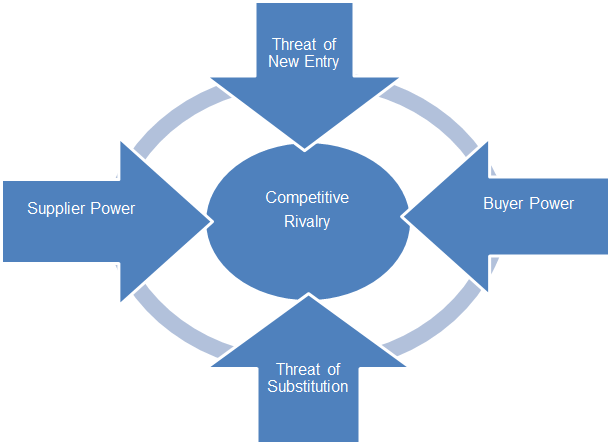 Threat of
New Entry
Supplier Power
Competitive
Rivalry
Buyer Power
Threat of
Substitution